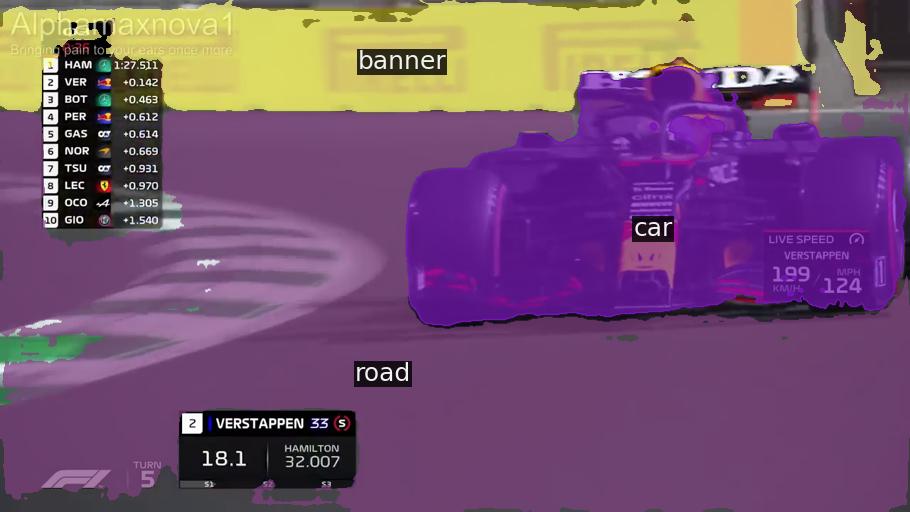 Alphamaxnova1
Bringing pain to your ears once more
1 HAM 1:27.511
2 VER +0.142
3 BOT +0.463
4 PER +0.612
5 GAS +0.614
6 NOR +0.669
7 TSU +0.931
8 LEC +0.970
9 OCO +1.305
10 GIO +1.540
banner
DA
car
LIVE SPEED
VERSTAPPEN
199 KM/H / 124 MPH
road
2 VERSTAPPEN 33 S
18.1 HAMILTON 32.007
S1 S2 S3
F1 TURN 5